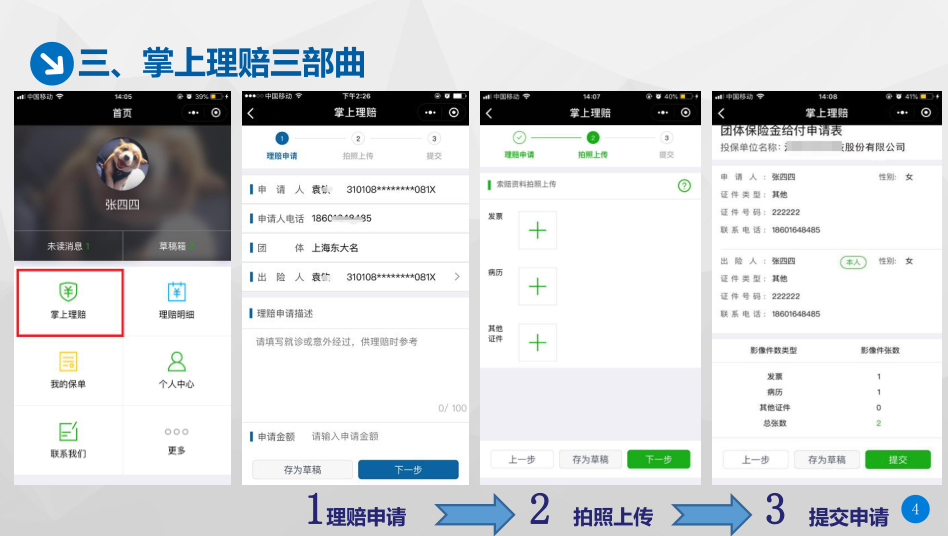 三、掌上理赔三部曲
中国移动 14:05 39%
首页
张四四
未读消息 1 草稿箱
掌上理赔 理赔明细
我的保单 个人中心
联系我们 更多
中国移动 下午2:26
掌上理赔
1 2 3
理赔申请 拍照上传 提交
申 请 人 310108********081X
申请人电话
团 体 上海东大名
出 险 人 310108********081X
理赔申请描述
请填写就诊或意外经过，供理赔时参考
0/ 100
申请金额 请输入申请金额
存为草稿 下一步
中国移动 14:07 40%
掌上理赔
2 3
理赔申请 拍照上传 提交
索赔资料拍照上传 ?
发票
病历
其他
证件
上一步 存为草稿 下一步
中国移动 14:08 41%
掌上理赔
团体保险金给付申请表
投保单位名称： 股份有限公司
申 请 人 ： 张四四 性别: 女
证 件 类 型 ： 其他
证 件 号 码 ： 222222
联 系 电 话 ： 18601648485
出 险 人 ： 张四四 本人 性别: 女
证 件 类 型 ： 其他
证 件 号 码 ： 222222
联 系 电 话 ： 18601648485
影像件数类型 影像件张数
发票 1
病历 1
其他证件 0
总张数 2
上一步 存为草稿 提交
1 理赔申请 2 拍照上传 3 提交申请 4